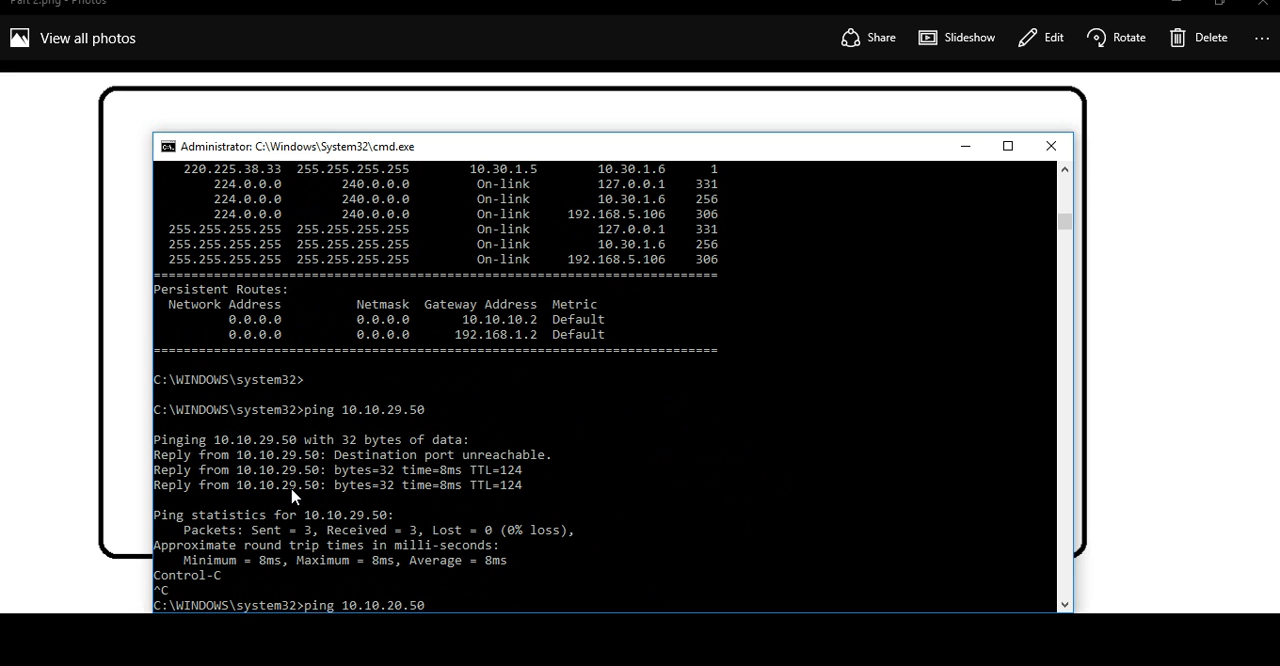 Part 2.png - Photos
View all photos
Share
Slideshow
Edit
Rotate
Delete
Administrator: C:\Windows\System32\cmd.exe
220.225.38.33 255.255.255.255 10.30.1.5 10.30.1.6 1
224.0.0.0 240.0.0.0 On-link 127.0.0.1 331
224.0.0.0 240.0.0.0 On-link 10.30.1.6 256
224.0.0.0 240.0.0.0 On-link 192.168.5.106 306
255.255.255.255 255.255.255.255 On-link 127.0.0.1 331
255.255.255.255 255.255.255.255 On-link 10.30.1.6 256
255.255.255.255 255.255.255.255 On-link 192.168.5.106 306
===========================================================================
Persistent Routes:
Network Address Netmask Gateway Address Metric
0.0.0.0 0.0.0.0 10.10.10.2 Default
0.0.0.0 0.0.0.0 192.168.1.2 Default
===========================================================================
C:\WINDOWS\system32>
C:\WINDOWS\system32>ping 10.10.29.50
Pinging 10.10.29.50 with 32 bytes of data:
Reply from 10.10.29.50: Destination port unreachable.
Reply from 10.10.29.50: bytes=32 time=8ms TTL=124
Reply from 10.10.29.50: bytes=32 time=8ms TTL=124
Ping statistics for 10.10.29.50:
Packets: Sent = 3, Received = 3, Lost = 0 (0% loss),
Approximate round trip times in milli-seconds:
Minimum = 8ms, Maximum = 8ms, Average = 8ms
Control-C
^C
C:\WINDOWS\system32>ping 10.10.20.50